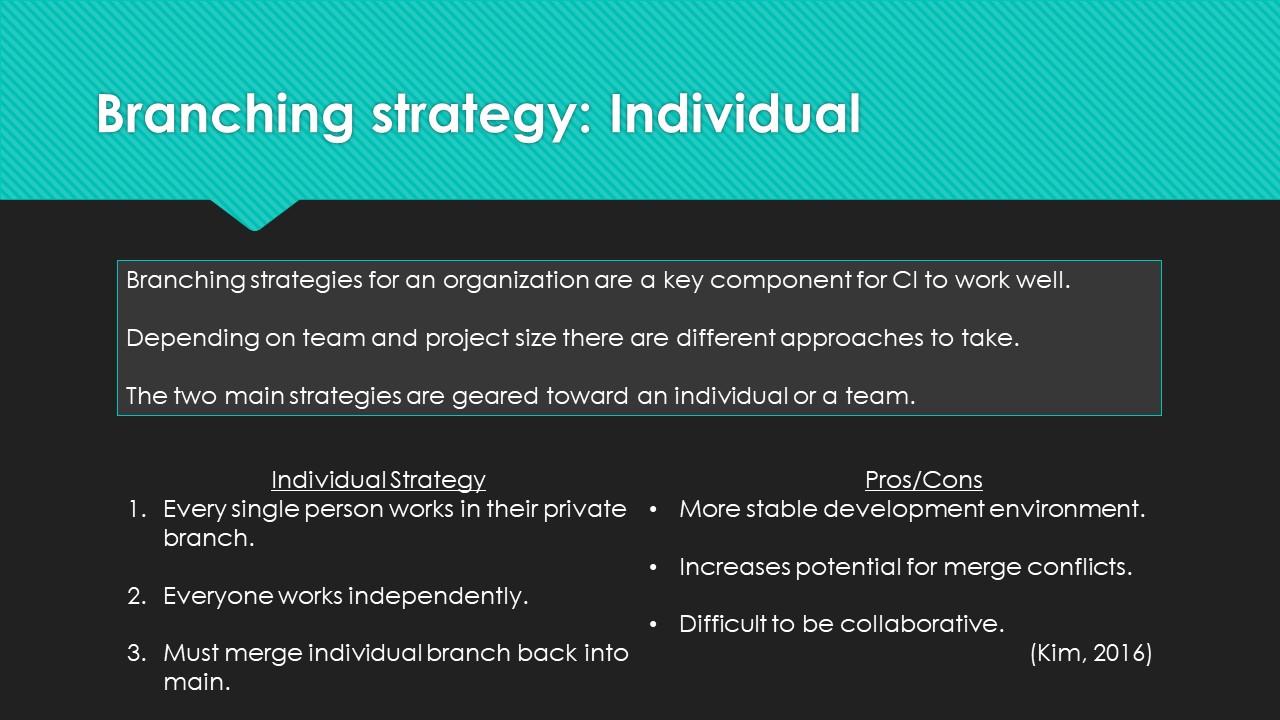 Branching strategy: Individual
Branching strategies for an organization are a key component for CI to work well.
Depending on team and project size there are different approaches to take.
The two main strategies are geared toward an individual or a team.
Individual Strategy
1. Every single person works in their private
branch.
2. Everyone works independently.
3. Must merge individual branch back into
main.
Pros/Cons
• More stable development environment.
• Increases potential for merge conflicts.
• Difficult to be collaborative.
(Kim, 2016)